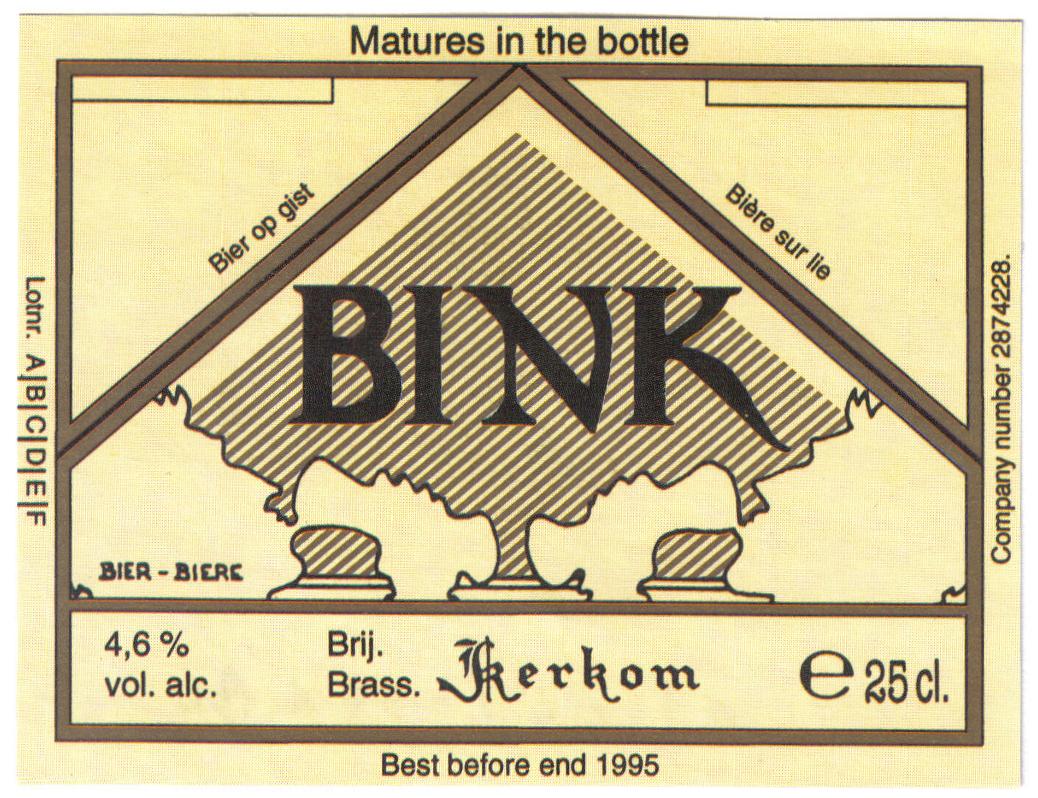 Matures in the bottle
Bier op gist
Bière sur lie
BINK
Lotnr. A|B|C|D|E|F
Company number 2874228.
BIER - BIERE
4,6 %
vol. alc.
Brij.
Brass.
Kerkom
e 25 cl.
Best before end 1995